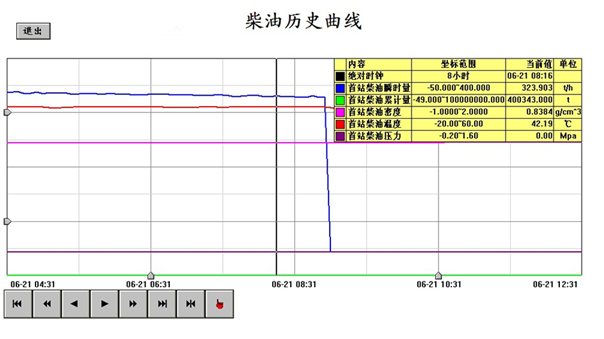 柴油历史曲线
退出
内容 坐标范围 当前值 单位
绝对时钟 8小时 06-21 08:16
首站柴油瞬时量 -50.000~400.000 323.903 t/h
首站柴油累计量 -49.000~100000000.000 400343.000 t
首站柴油密度 -1.0000~2.0000 0.8384 g/cm^3
首站柴油温度 -20.00~60.00 42.19 ℃
首站柴油压力 -0.20~1.60 0.00 Mpa
06-21 04:31 06-21 06:31 06-21 08:31 06-21 10:31 06-21 12:31